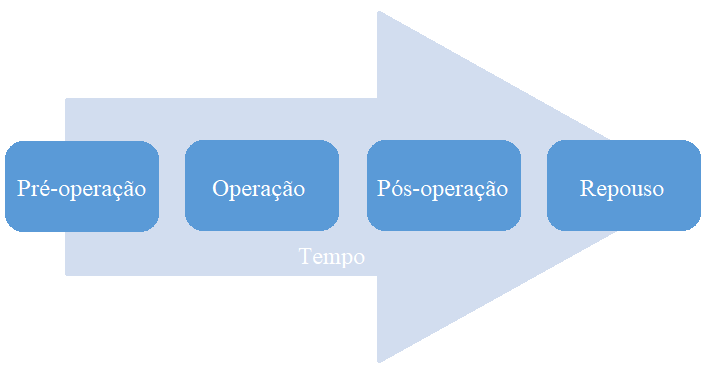 Pré-operação
Operação
Pós-operação
Repouso
Tempo